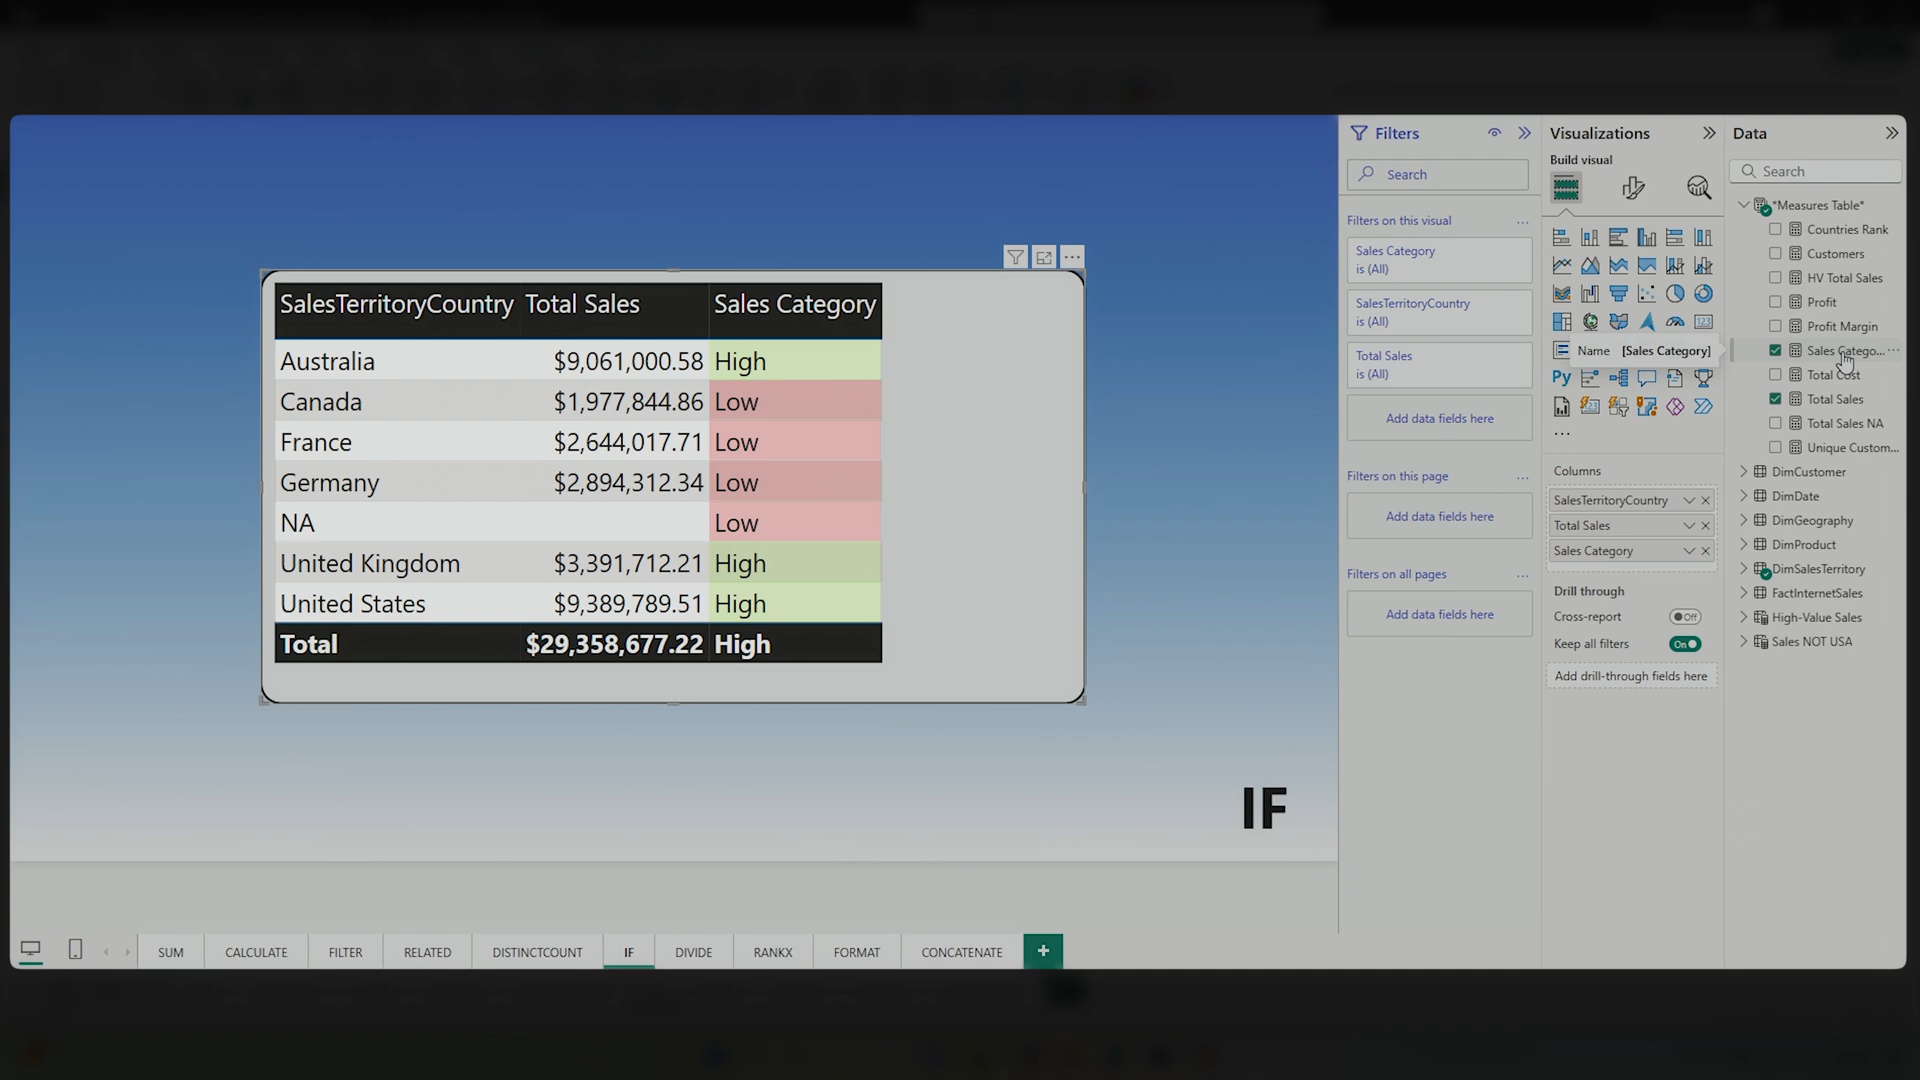 Filters
Search
Filters on this visual
...
Sales Category
is (All)
SalesTerritoryCountry
is (All)
Total Sales
is (All)
Add data fields here
Filters on this page
...
Add data fields here
Filters on all pages
...
Add data fields here
Visualizations
Build visual
123
Name [Sales Category]
Py
...
Columns
SalesTerritoryCountry
Total Sales
Sales Category
Drill through
Cross-report Off
Keep all filters On
Add drill-through fields here
Data
Search
*Measures Table*
Countries Rank
Customers
HV Total Sales
Profit
Profit Margin
Sales Catego... ...
Total Cost
Total Sales
Total Sales NA
Unique Custom...
DimCustomer
DimDate
DimGeography
DimProduct
DimSalesTerritory
FactInternetSales
High-Value Sales
Sales NOT USA
SalesTerritoryCountry Total Sales Sales Category
Australia $9,061,000.58 High
Canada $1,977,844.86 Low
France $2,644,017.71 Low
Germany $2,894,312.34 Low
NA Low
United Kingdom $3,391,712.21 High
United States $9,389,789.51 High
Total $29,358,677.22 High
IF
SUM CALCULATE FILTER RELATED DISTINCTCOUNT IF DIVIDE RANKX FORMAT CONCATENATE +